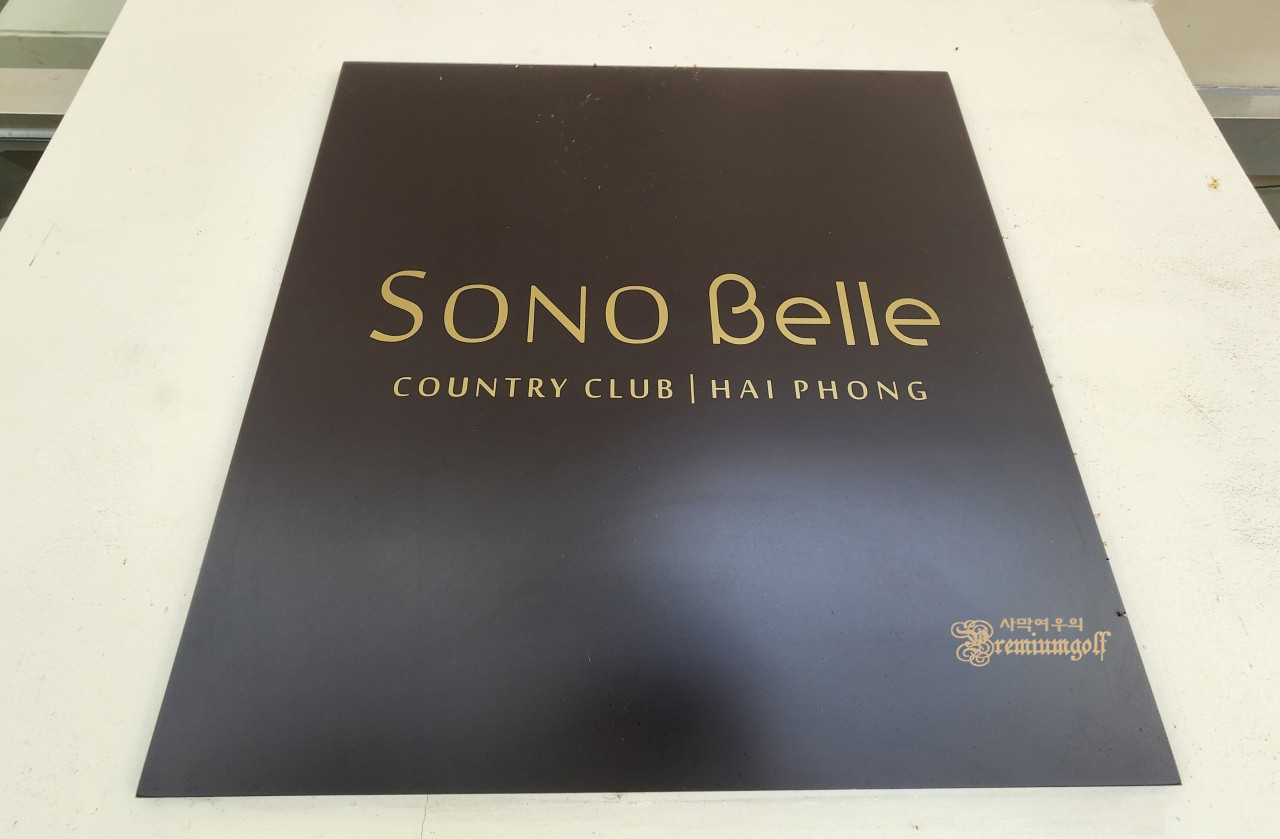 SONO Belle
COUNTRY CLUB | HAI PHONG
사막여우의
Premiumgolf